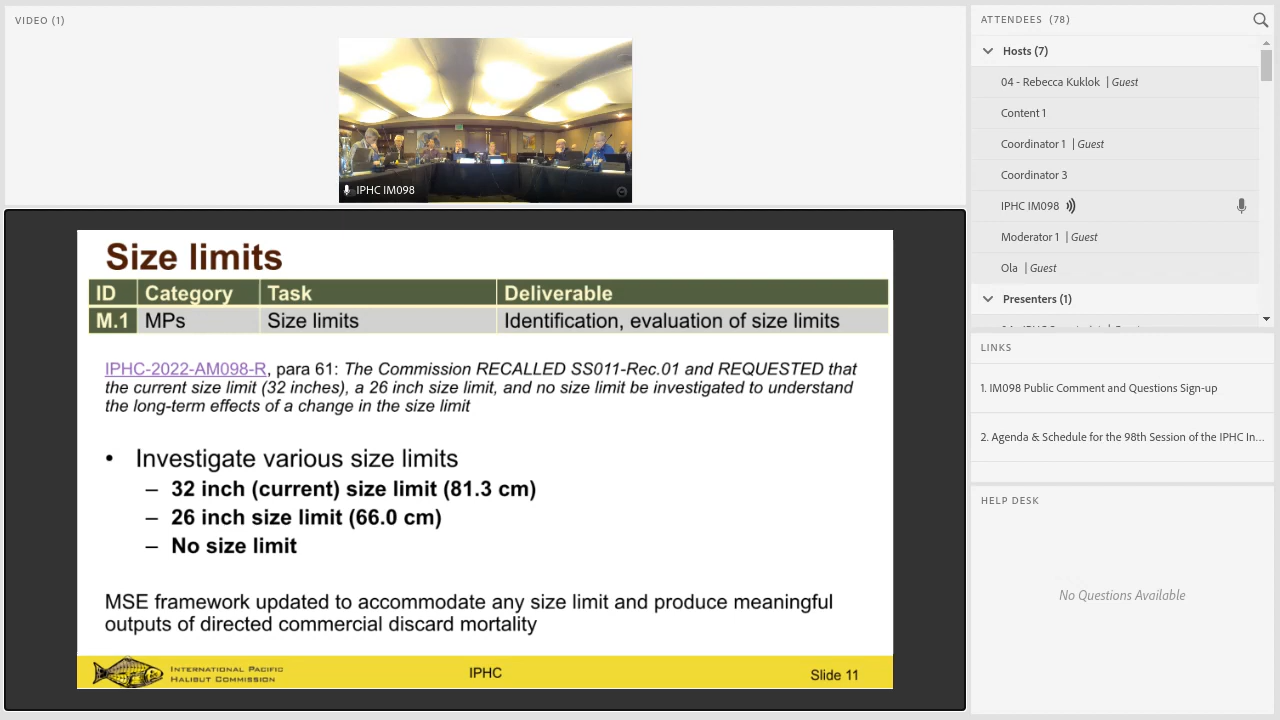 VIDEO (1)
IPHC IM098
Size limits
ID Category Task Deliverable
M.1 MPs Size limits Identification, evaluation of size limits
IPHC-2022-AM098-R, para 61: The Commission RECALLED SS011-Rec.01 and REQUESTED that
the current size limit (32 inches), a 26 inch size limit, and no size limit be investigated to understand
the long-term effects of a change in the size limit
• Investigate various size limits
– 32 inch (current) size limit (81.3 cm)
– 26 inch size limit (66.0 cm)
– No size limit
MSE framework updated to accommodate any size limit and produce meaningful
outputs of directed commercial discard mortality
INTERNATIONAL PACIFIC
HALIBUT COMMISSION
IPHC
Slide 11
ATTENDEES (78)
Hosts (7)
04 - Rebecca Kuklok | Guest
Content 1
Coordinator 1 | Guest
Coordinator 3
IPHC IM098
Moderator 1 | Guest
Ola | Guest
Presenters (1)
LINKS
1. IM098 Public Comment and Questions Sign-up
2. Agenda & Schedule for the 98th Session of the IPHC In...
HELP DESK
No Questions Available